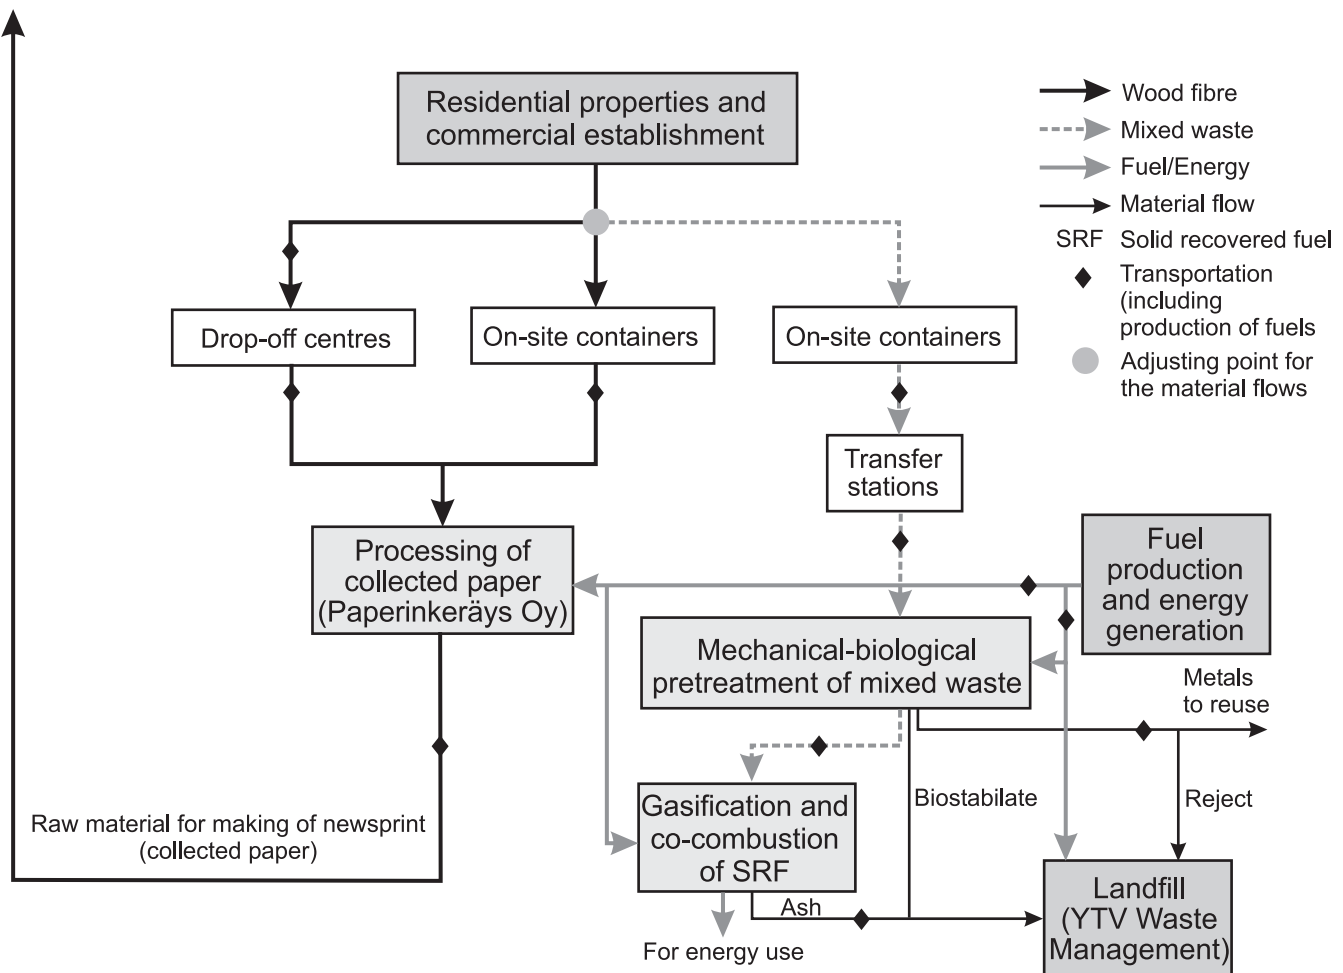 Residential properties and
commercial establishment
Wood fibre
Mixed waste
Fuel/Energy
Material flow
SRF Solid recovered fuel
Transportation
(including
production of fuels
Adjusting point for
the material flows
Drop-off centres
On-site containers
On-site containers
Transfer
stations
Processing of
collected paper
(Paperinkeräys Oy)
Fuel
production
and energy
generation
Mechanical-biological
pretreatment of mixed waste
Metals
to reuse
Raw material for making of newsprint
(collected paper)
Gasification and
co-combustion
of SRF
Biostabilate
Reject
Ash
For energy use
Landfill
(YTV Waste
Management)